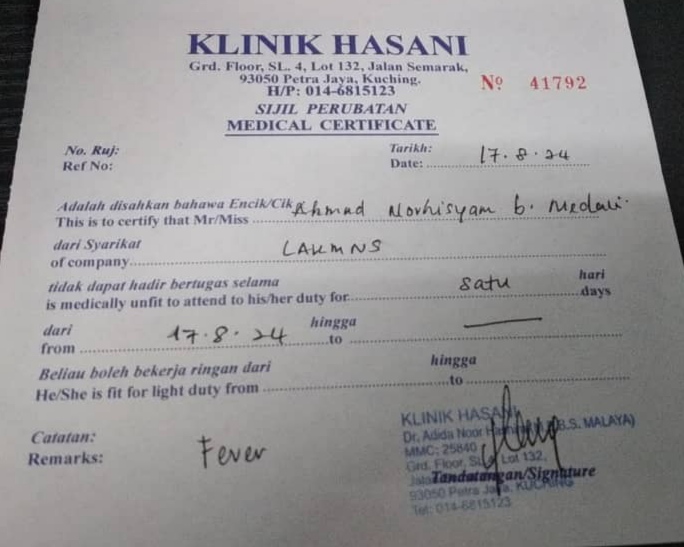 KLINIK HASANI
Grd. Floor, SL. 4, Lot 132, Jalan Semarak,
93050 Petra Jaya, Kuching.
H/P: 014-6815123
Nº 41792
SIJIL PERUBATAN
MEDICAL CERTIFICATE
No. Ruj:
Ref No:
Tarikh:
Date: 17.8.24
Adalah disahkan bahawa Encik/Cik
This is to certify that Mr/Miss Ahmad Norhisyam b. Medali.
dari Syarikat
of company LAKMNS
tidak dapat hadir bertugas selama hari
is medically unfit to attend to his/her duty for satu days
dari hingga
from 17.8.24 to —
Beliau boleh bekerja ringan dari hingga
He/She is fit for light duty from to
Catatan:
Remarks: Fever
KLINIK HASANI
Dr. Adida Noor (M.B.B.S. MALAYA)
MMC: 25840
Grd. Floor, SL. 4, Lot 132,
Tandatangan/Signature
93050 Petra Jaya, KUCHING
Tel: 014-6815123